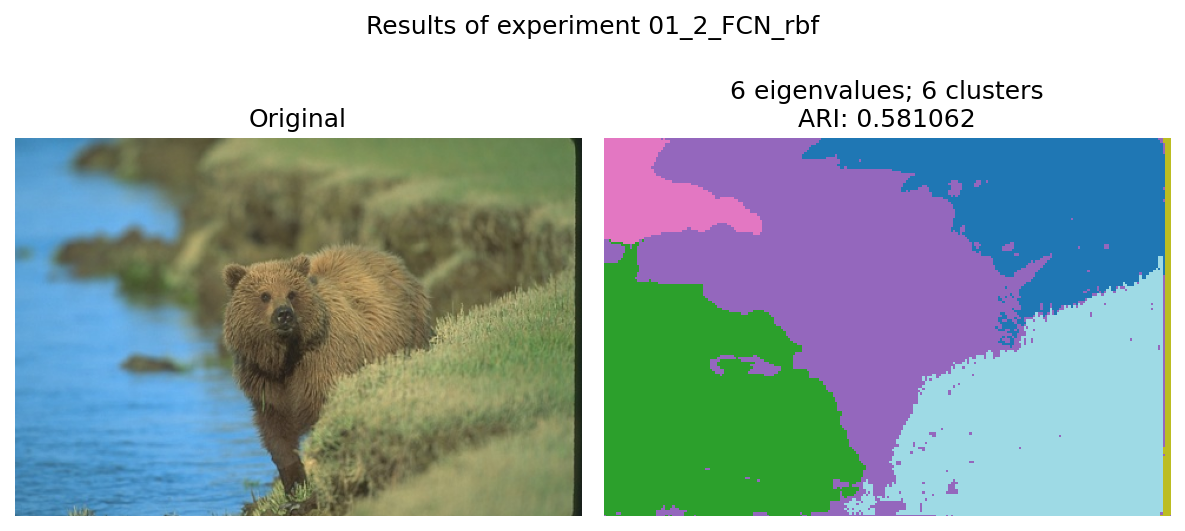 Results of experiment 01_2_FCN_rbf
Original
6 eigenvalues; 6 clusters
ARI: 0.581062